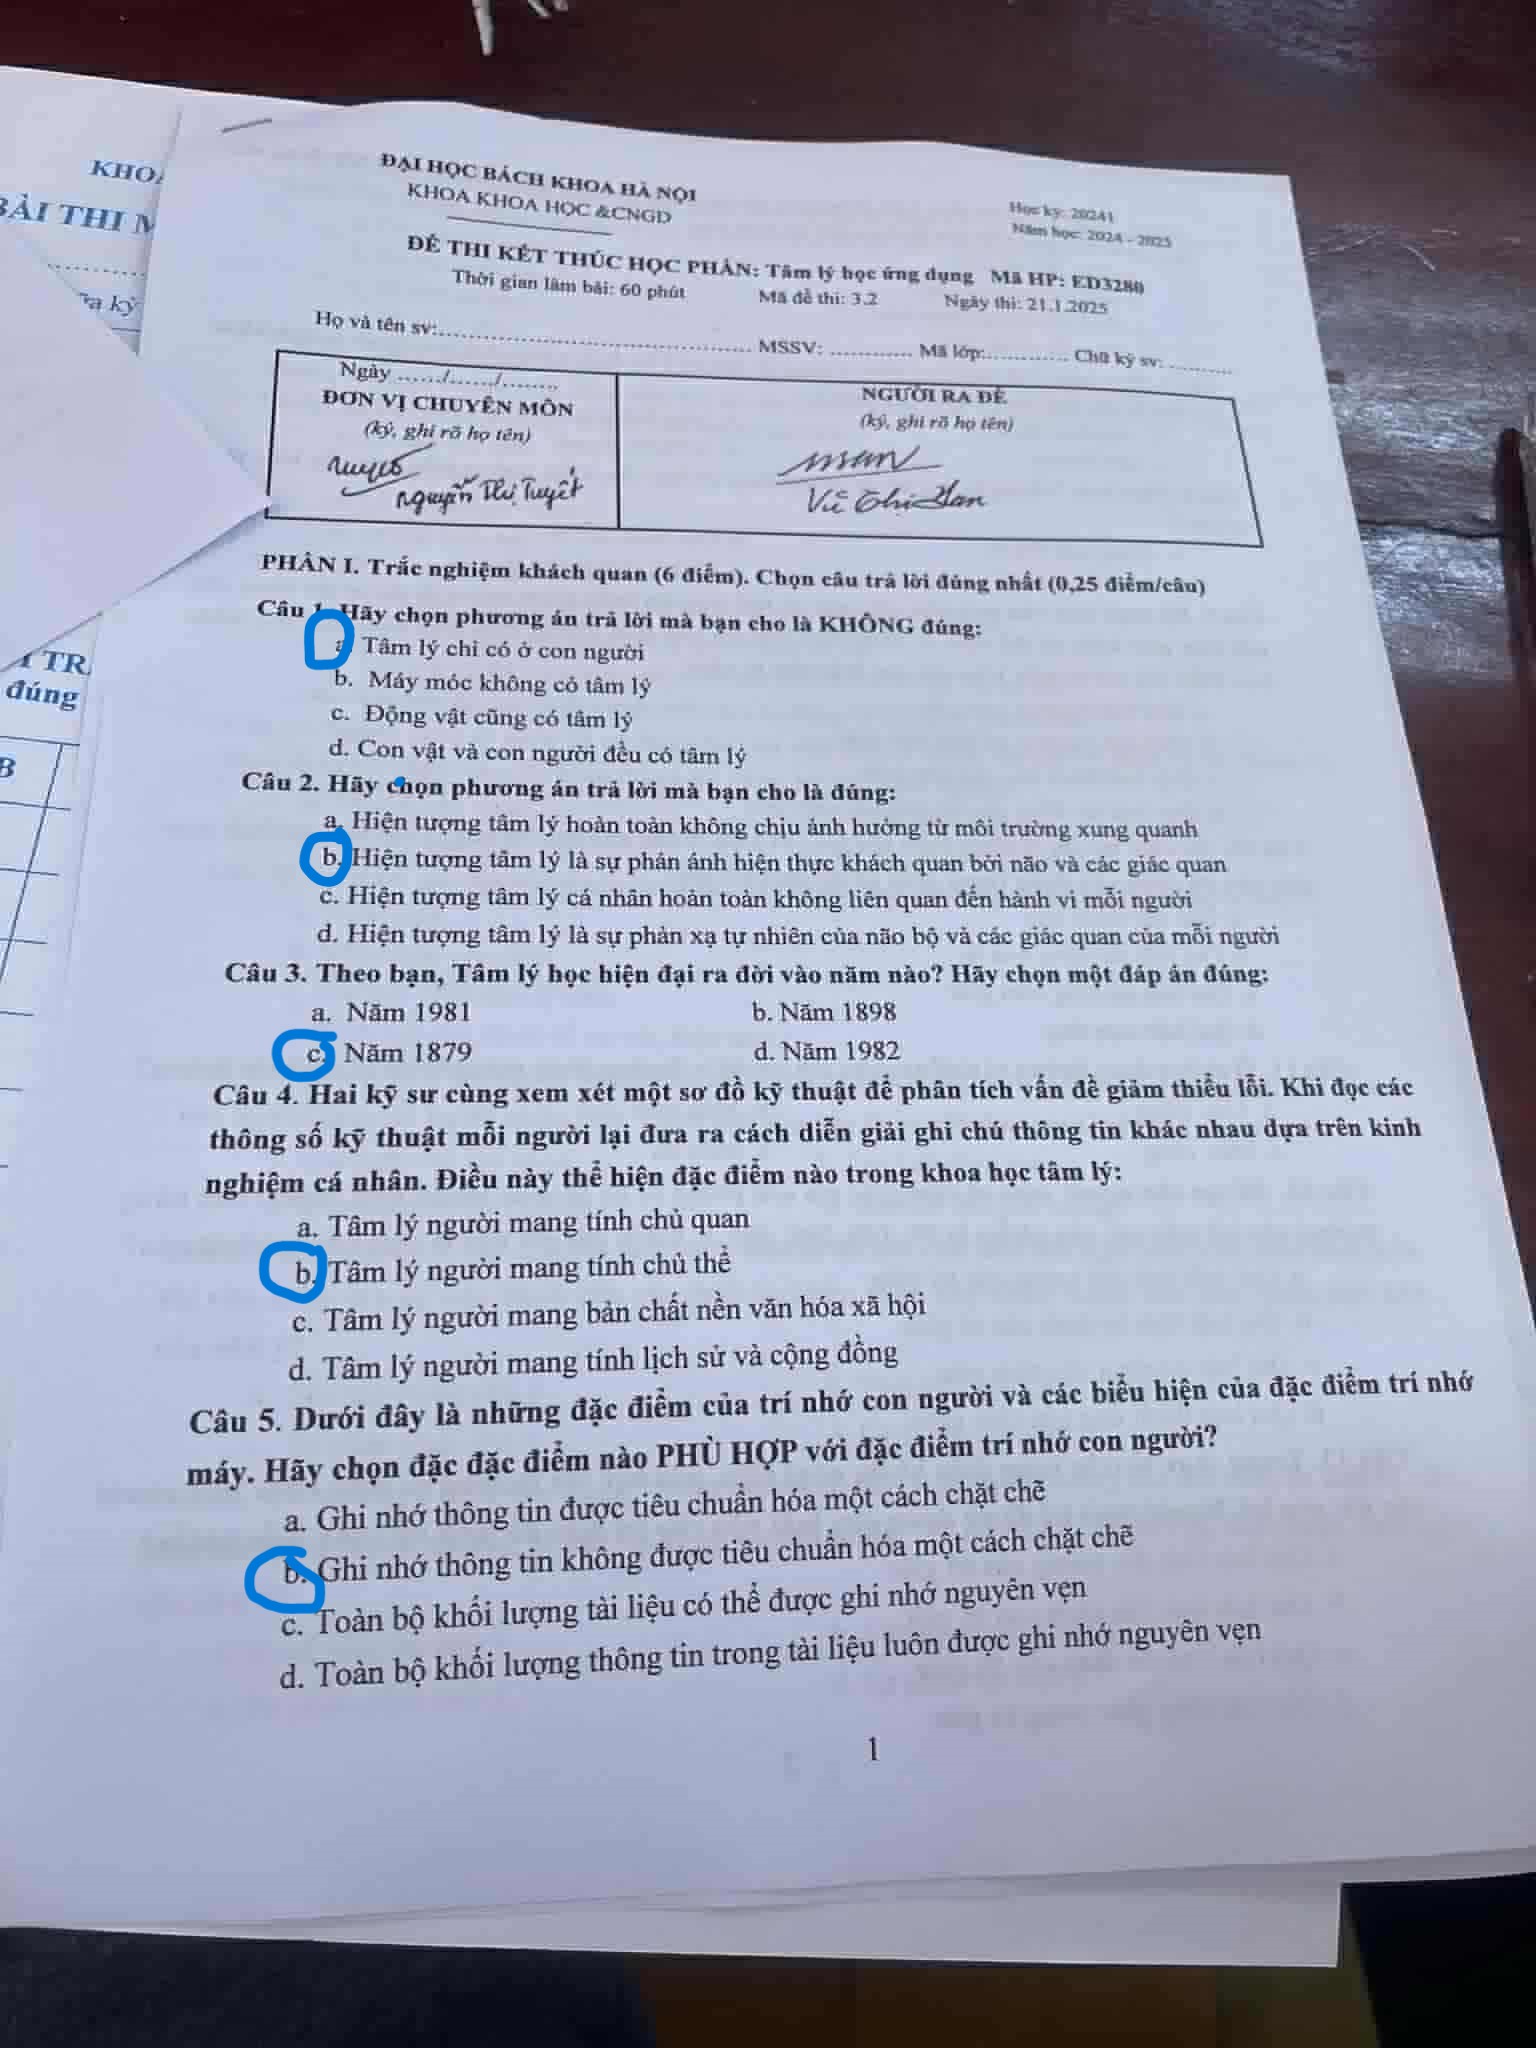 KHOA
BÀI THI M
ĐẠI HỌC BÁCH KHOA HÀ NỘI
KHOA KHOA HỌC &CNGD
Học kỳ: 20241
Năm học: 2024 - 2025
ĐỀ THI KẾT THÚC HỌC PHẦN: Tâm lý học ứng dụng Mã HP: ED3280
Thời gian làm bài: 60 phút Mã đề thi: 3.2 Ngày thi: 21.1.2025
Họ và tên sv:.................... MSSV: ............ Mã lớp:............ Chữ ký sv: ..........
Ngày ....../....../........
ĐƠN VỊ CHUYÊN MÔN
(ký, ghi rõ họ tên)
Nguyễn Thị Tuyết
NGƯỜI RA ĐỀ
(ký, ghi rõ họ tên)
PHẦN I. Trắc nghiệm khách quan (6 điểm). Chọn câu trả lời đúng nhất (0,25 điểm/câu)
Câu 1. Hãy chọn phương án trả lời mà bạn cho là KHÔNG đúng:
a. Tâm lý chỉ có ở con người
b. Máy móc không có tâm lý
c. Động vật cũng có tâm lý
d. Con vật và con người đều có tâm lý
Câu 2. Hãy chọn phương án trả lời mà bạn cho là đúng:
a. Hiện tượng tâm lý hoàn toàn không chịu ảnh hưởng từ môi trường xung quanh
b. Hiện tượng tâm lý là sự phản ánh hiện thực khách quan bởi não và các giác quan
c. Hiện tượng tâm lý cá nhân hoàn toàn không liên quan đến hành vi mỗi người
d. Hiện tượng tâm lý là sự phản xạ tự nhiên của não bộ và các giác quan của mỗi người
Câu 3. Theo bạn, Tâm lý học hiện đại ra đời vào năm nào? Hãy chọn một đáp án đúng:
a. Năm 1981 b. Năm 1898
c. Năm 1879 d. Năm 1982
Câu 4. Hai kỹ sư cùng xem xét một sơ đồ kỹ thuật để phân tích vấn đề giảm thiểu lỗi. Khi đọc các
thông số kỹ thuật mỗi người lại đưa ra cách diễn giải ghi chú thông tin khác nhau dựa trên kinh
nghiệm cá nhân. Điều này thể hiện đặc điểm nào trong khoa học tâm lý:
a. Tâm lý người mang tính chủ quan
b. Tâm lý người mang tính chủ thể
c. Tâm lý người mang bản chất nền văn hóa xã hội
d. Tâm lý người mang tính lịch sử và cộng đồng
Câu 5. Dưới đây là những đặc điểm của trí nhớ con người và các biểu hiện của đặc điểm trí nhớ
máy. Hãy chọn đặc đặc điểm nào PHÙ HỢP với đặc điểm trí nhớ con người?
a. Ghi nhớ thông tin được tiêu chuẩn hóa một cách chặt chẽ
b. Ghi nhớ thông tin không được tiêu chuẩn hóa một cách chặt chẽ
c. Toàn bộ khối lượng tài liệu có thể được ghi nhớ nguyên vẹn
d. Toàn bộ khối lượng thông tin trong tài liệu luôn được ghi nhớ nguyên vẹn
1
đúng
B